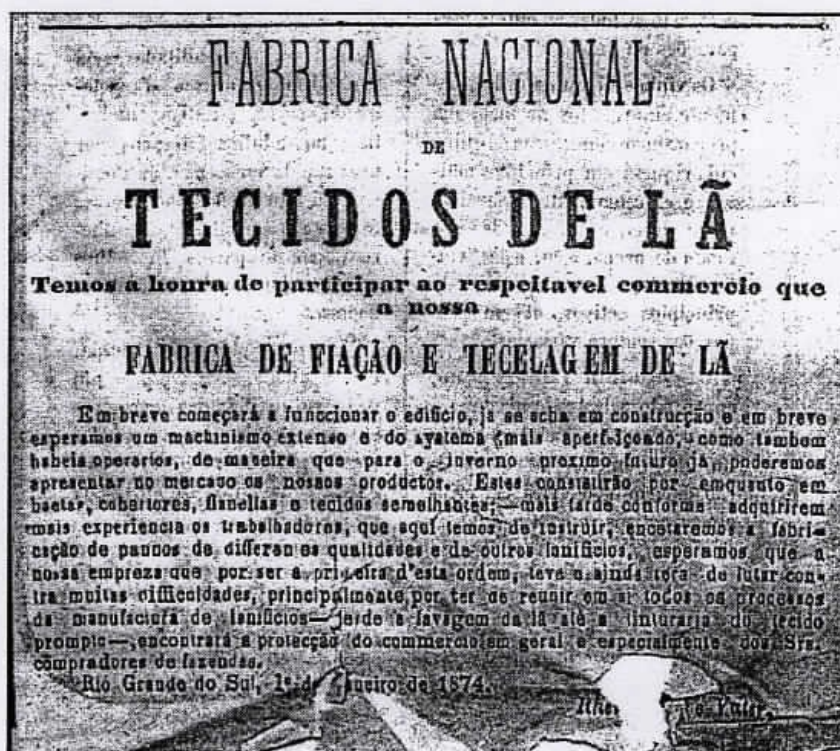 FABRICA NACIONAL
DE
TECIDOS DE LÃ
Temos a honra de participar ao respeitavel commercio que
a nossa
FABRICA DE FIAÇÃO E TECELAGEM DE LÃ
Em breve começará a funccionar o edificio, já se acha em construcção e em breve
esperamos um machinismo extenso e do systema mais aperfeiçoado, como tambem
habeis operarios, de maneira que para o inverno proximo futuro já poderemos
apresentar no mercado os nossos productos. Estes consistirão por emquanto em
baetas, cobertores, flanellas e tecidos semelhantes;—mais tarde conforme adquirirem
mais experiencia os trabalhadores, que aqui temos de instruir, encetaremos a fabri-
cação de pannos de differentes qualidades e de outros lanificios, esperamos que a
nossa empreza que por ser a primeira d'esta ordem, teve e ainda terá de lutar con-
tra muitas difficuldades, principalmente por ter de reunir em si todos os processos
da manufactura de lanificios—desde a lavagem da lã até a tinturaria do tecido
prompto—, encontrará a protecção do commercio em geral e especialmente dos Srs.
compradores de fazendas.
Rio Grande do Sul, 1º de Janeiro de 1874.